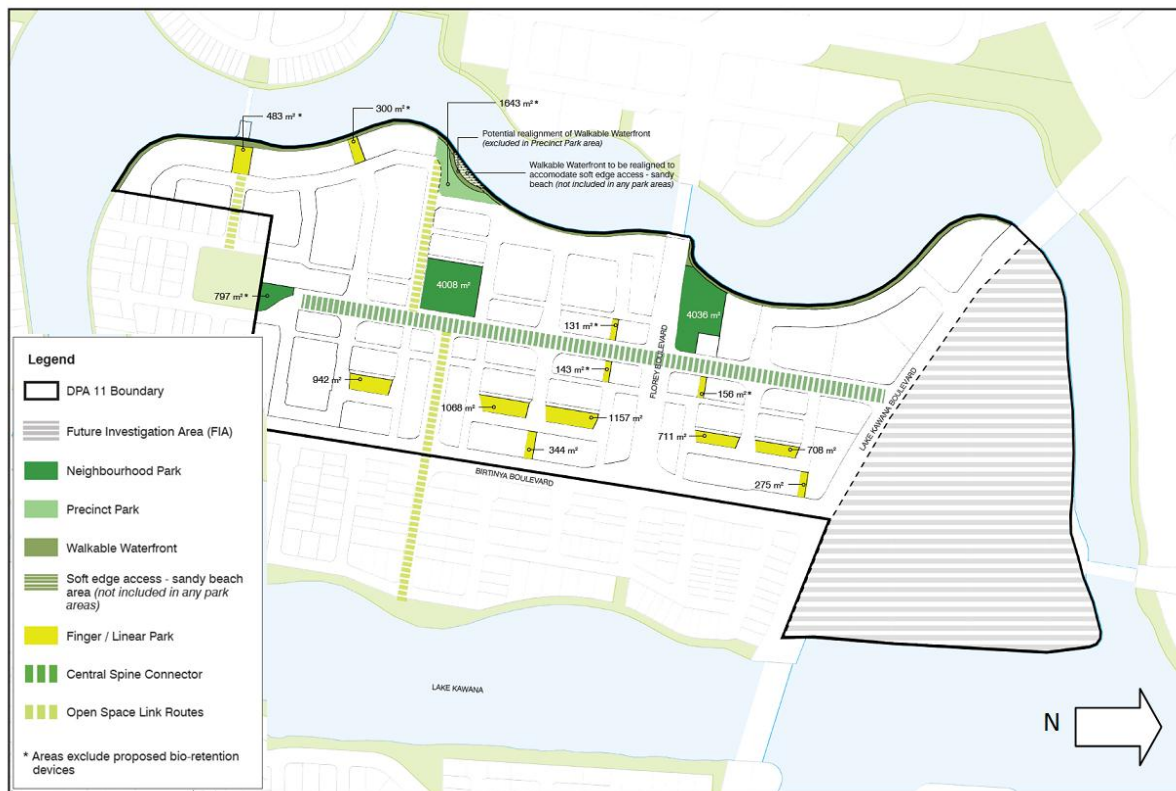 483 m² *
300 m² *
1643 m² *
Potential realignment of Walkable Waterfront
(excluded in Precinct Park area)
Walkable Waterfront to be realigned to
accomodate soft edge access - sandy
beach (not included in any park areas)
797 m² *
4008 m²
4036 m²
131 m² *
143 m² *
156 m² *
942 m²
1068 m²
1157 m²
344 m²
711 m²
708 m²
275 m²
FLOREY BOULEVARD
LAKE KAWANA BOULEVARD
BIRTINYA BOULEVARD
LAKE KAWANA
N
Legend
DPA 11 Boundary
Future Investigation Area (FIA)
Neighbourhood Park
Precinct Park
Walkable Waterfront
Soft edge access - sandy beach
area (not included in any park
areas)
Finger / Linear Park
Central Spine Connector
Open Space Link Routes
* Areas exclude proposed bio-retention
devices